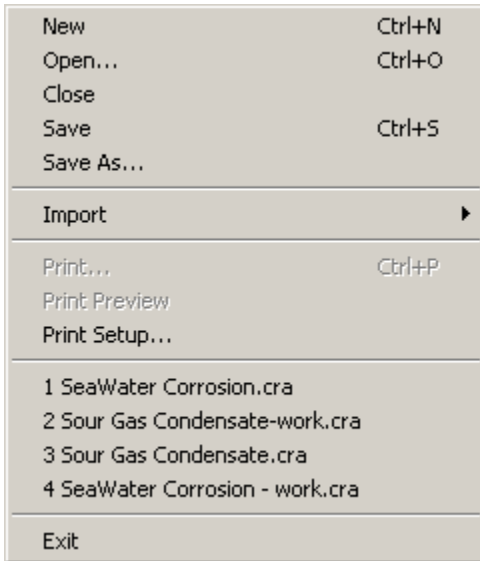 New Ctrl+N
Open... Ctrl+O
Close
Save Ctrl+S
Save As...
Import
Print... Ctrl+P
Print Preview
Print Setup...
1 SeaWater Corrosion.cra
2 Sour Gas Condensate-work.cra
3 Sour Gas Condensate.cra
4 SeaWater Corrosion - work.cra
Exit